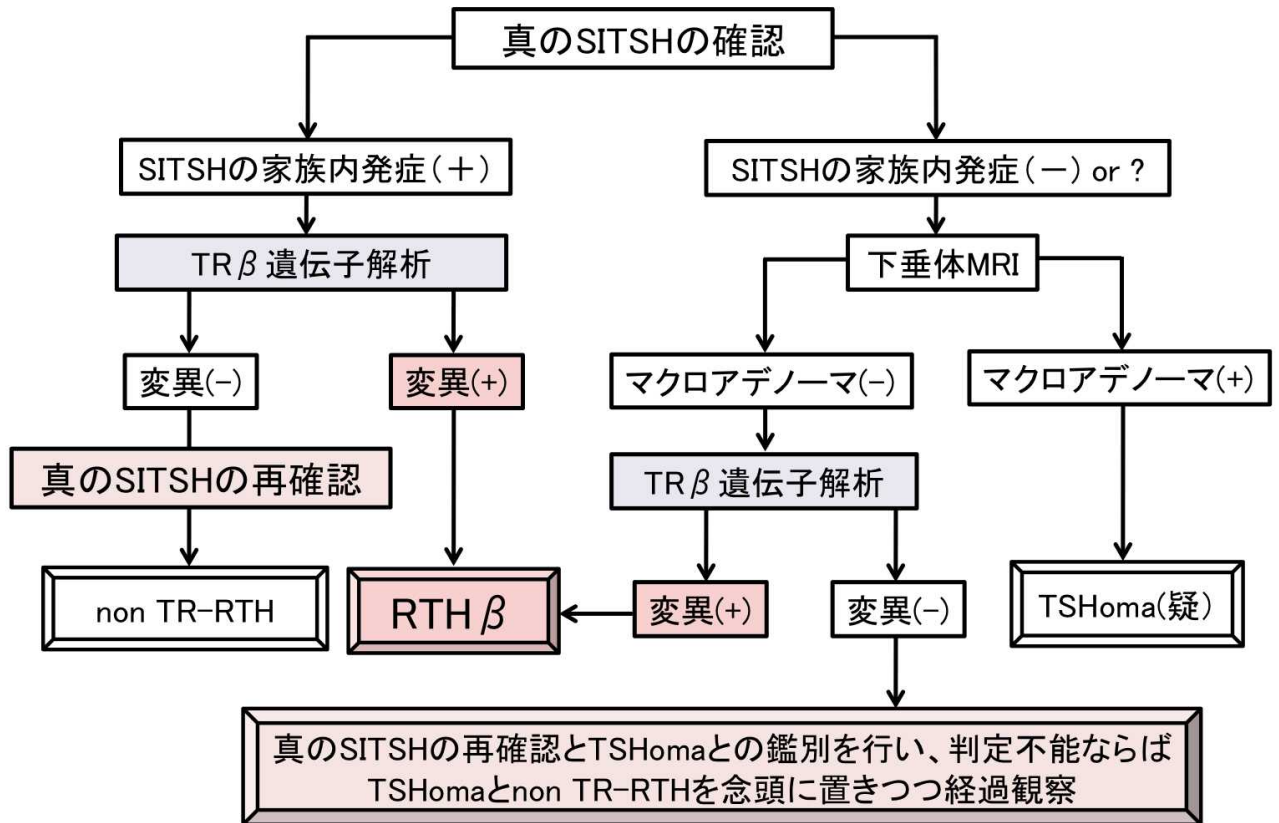 真のSITSHの確認
SITSHの家族内発症(＋)
SITSHの家族内発症(－) or ?
TRβ遺伝子解析
下垂体MRI
変異(-)
変異(+)
マクロアデノーマ(-)
マクロアデノーマ(+)
真のSITSHの再確認
TRβ遺伝子解析
non TR-RTH
RTHβ
変異(+)
変異(-)
TSHoma(疑)
真のSITSHの再確認とTSHomaとの鑑別を行い、判定不能ならば
TSHomaとnon TR-RTHを念頭に置きつつ経過観察